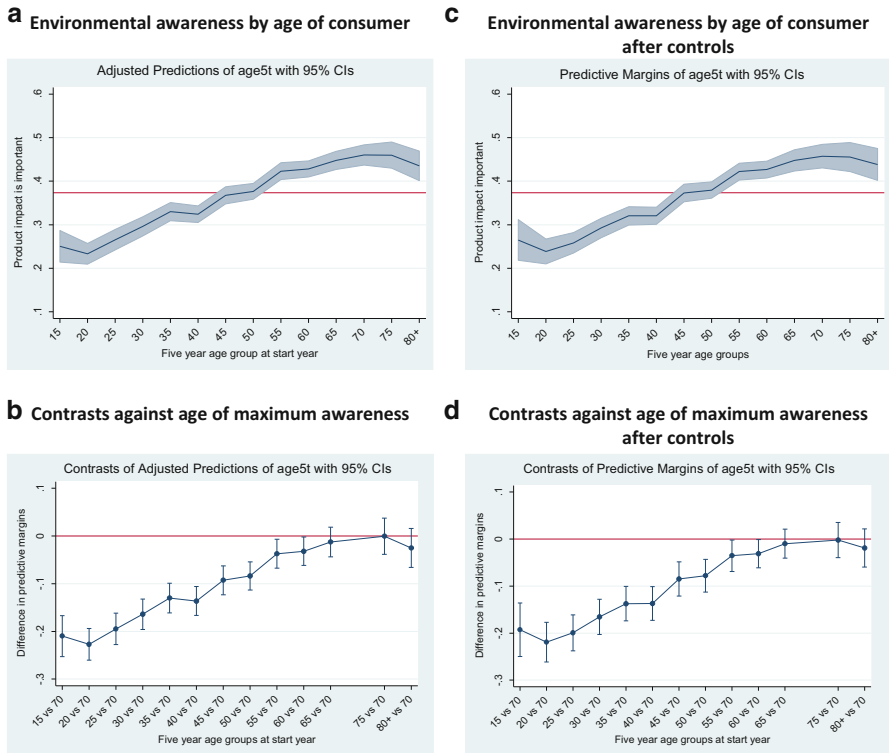 a Environmental awareness by age of consumer
Adjusted Predictions of age5t with 95% CIs
Product impact is important
.6
.5
.4
.3
.2
.1
15 20 25 30 35 40 45 50 55 60 65 70 75 80+
Five year age group at start year
c Environmental awareness by age of consumer
after controls
Predictive Margins of age5t with 95% CIs
Product impact important
.6
.5
.4
.3
.2
.1
15 20 25 30 35 40 45 50 55 60 65 70 75 80+
Five year age groups
b Contrasts against age of maximum awareness
Contrasts of Adjusted Predictions of age5t with 95% CIs
Difference in predictive margins
.1
0
-.1
-.2
-.3
15 vs 70 20 vs 70 25 vs 70 30 vs 70 35 vs 70 40 vs 70 45 vs 70 50 vs 70 55 vs 70 60 vs 70 65 vs 70 75 vs 70 80+ vs 70
Five year age groups at start year
d Contrasts against age of maximum awareness
after controls
Contrasts of Predictive Margins of age5t with 95% CIs
Difference in predictive margins
.1
0
-.1
-.2
-.3
15 vs 70 20 vs 70 25 vs 70 30 vs 70 35 vs 70 40 vs 70 45 vs 70 50 vs 70 55 vs 70 60 vs 70 65 vs 70 75 vs 70 80+ vs 70
Five year age groups at start year